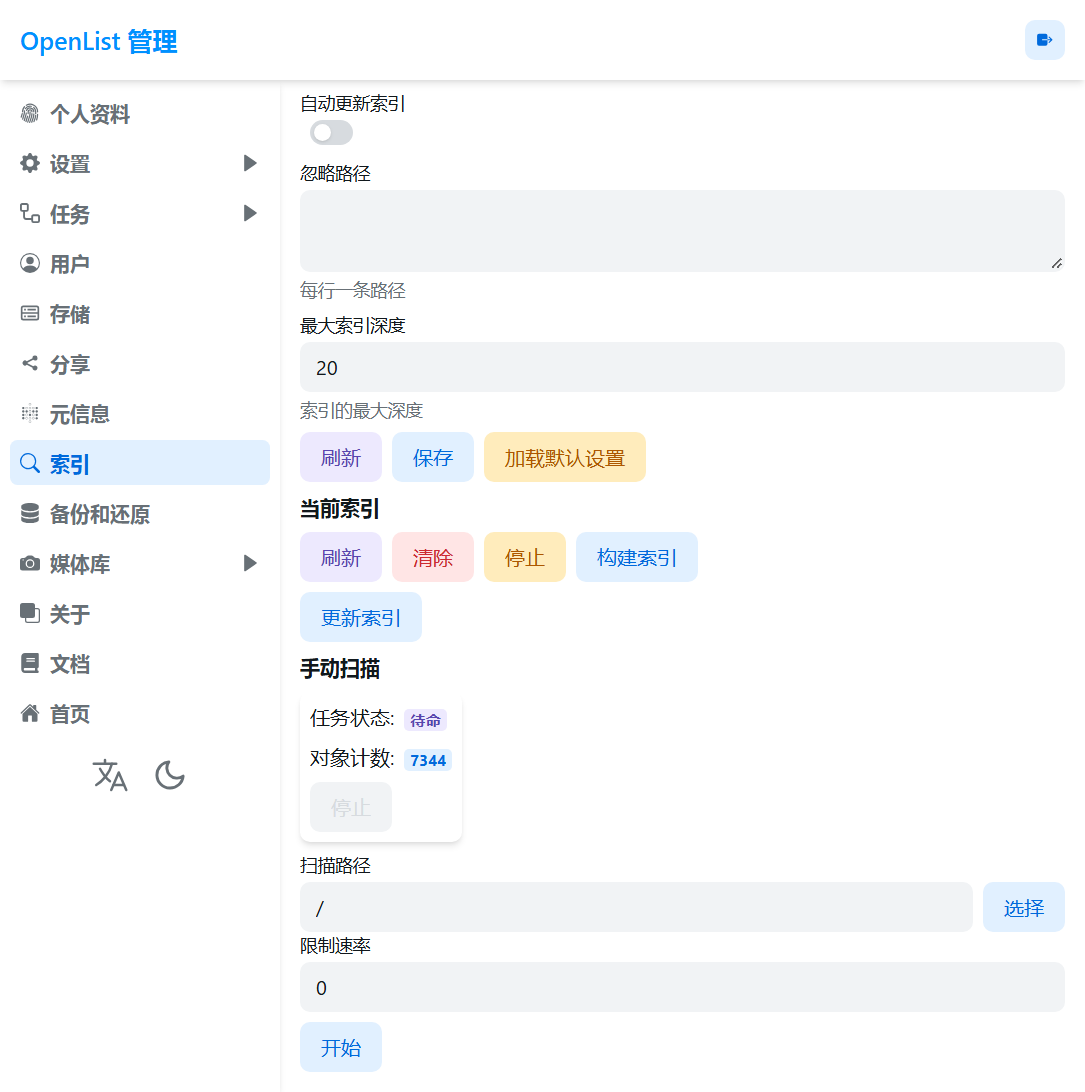 OpenList 管理
个人资料
设置
任务
用户
存储
分享
元信息
索引
备份和还原
媒体库
关于
文档
首页
自动更新索引
忽略路径
每行一条路径
最大索引深度
20
索引的最大深度
刷新 保存 加载默认设置
当前索引
刷新 清除 停止 构建索引
更新索引
手动扫描
任务状态: 待命
对象计数: 7344
停止
扫描路径
/ 选择
限制速率
0
开始